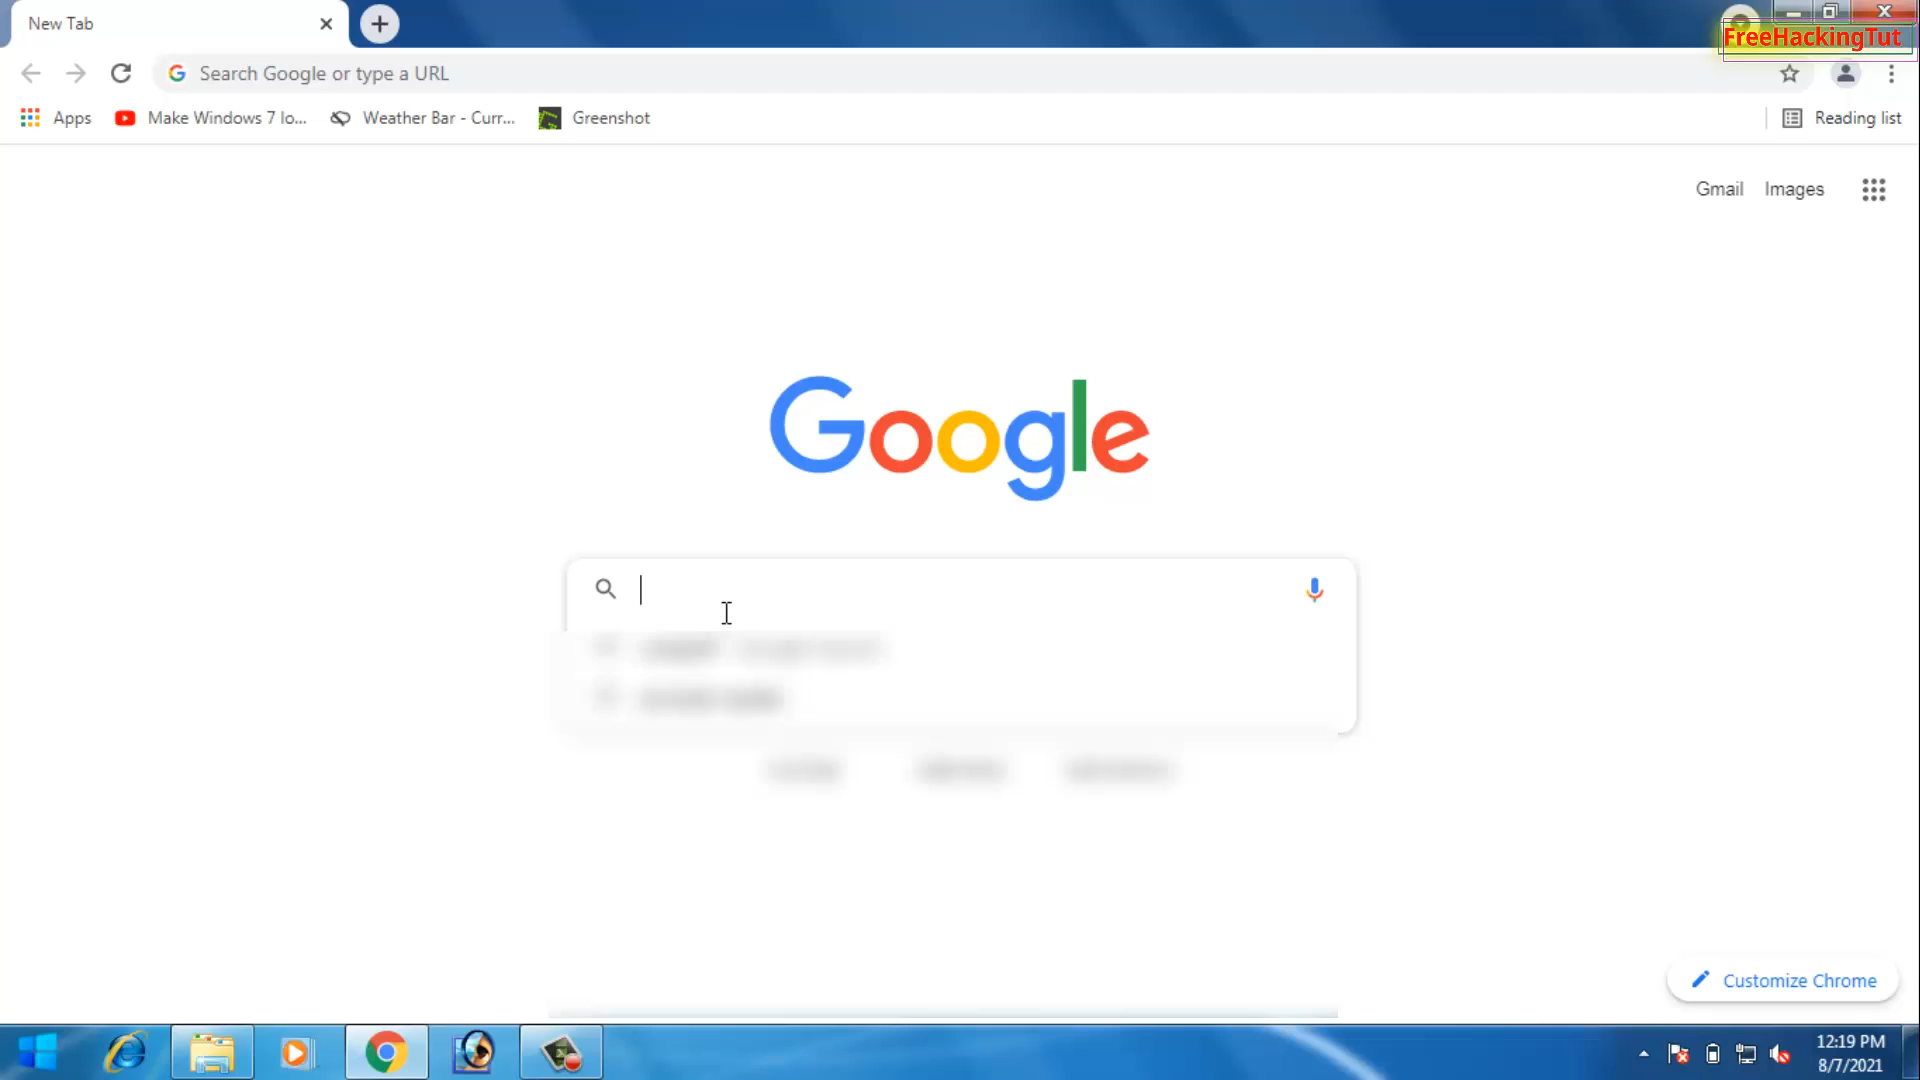 New Tab
FreeHackingTut
Search Google or type a URL
Apps
Make Windows 7 lo...
Weather Bar - Curr...
Greenshot
Reading list
Gmail
Images
Google
Customize Chrome
12:19 PM
8/7/2021